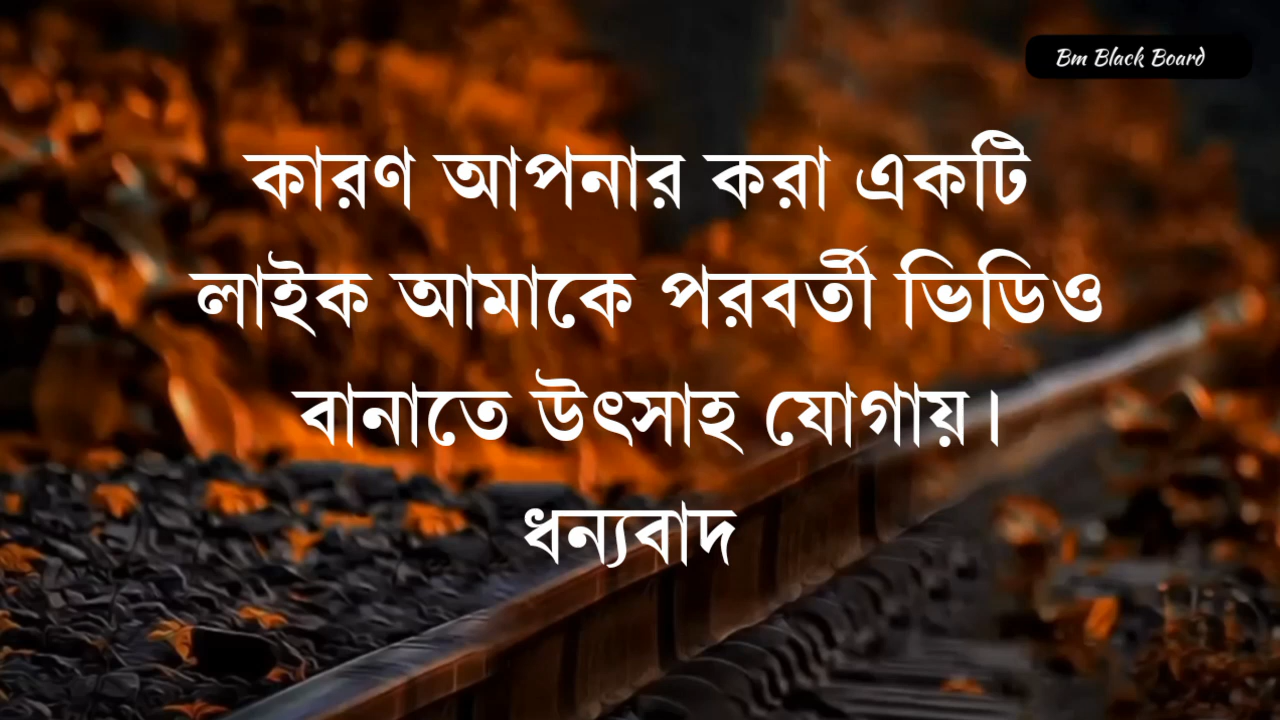 Bm Black Board
কারণ আপনার করা একটি
লাইক আমাকে পরবর্তী ভিডিও
বানাতে উৎসাহ যোগায়।
ধন্যবাদ